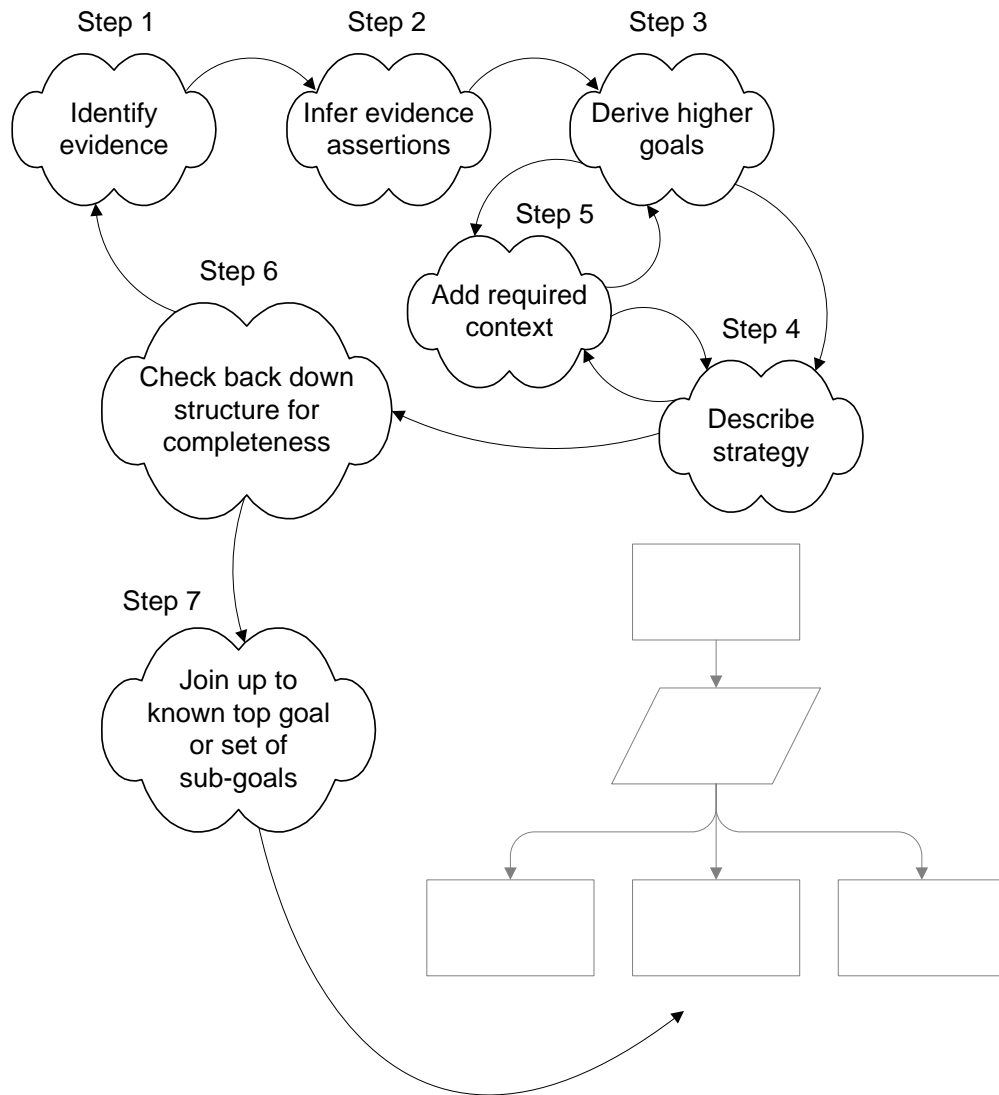 Step 1
Identify
evidence
Step 2
Infer evidence
assertions
Step 3
Derive higher
goals
Step 5
Add required
context
Step 4
Describe
strategy
Step 6
Check back down
structure for
completeness
Step 7
Join up to
known top goal
or set of
sub-goals